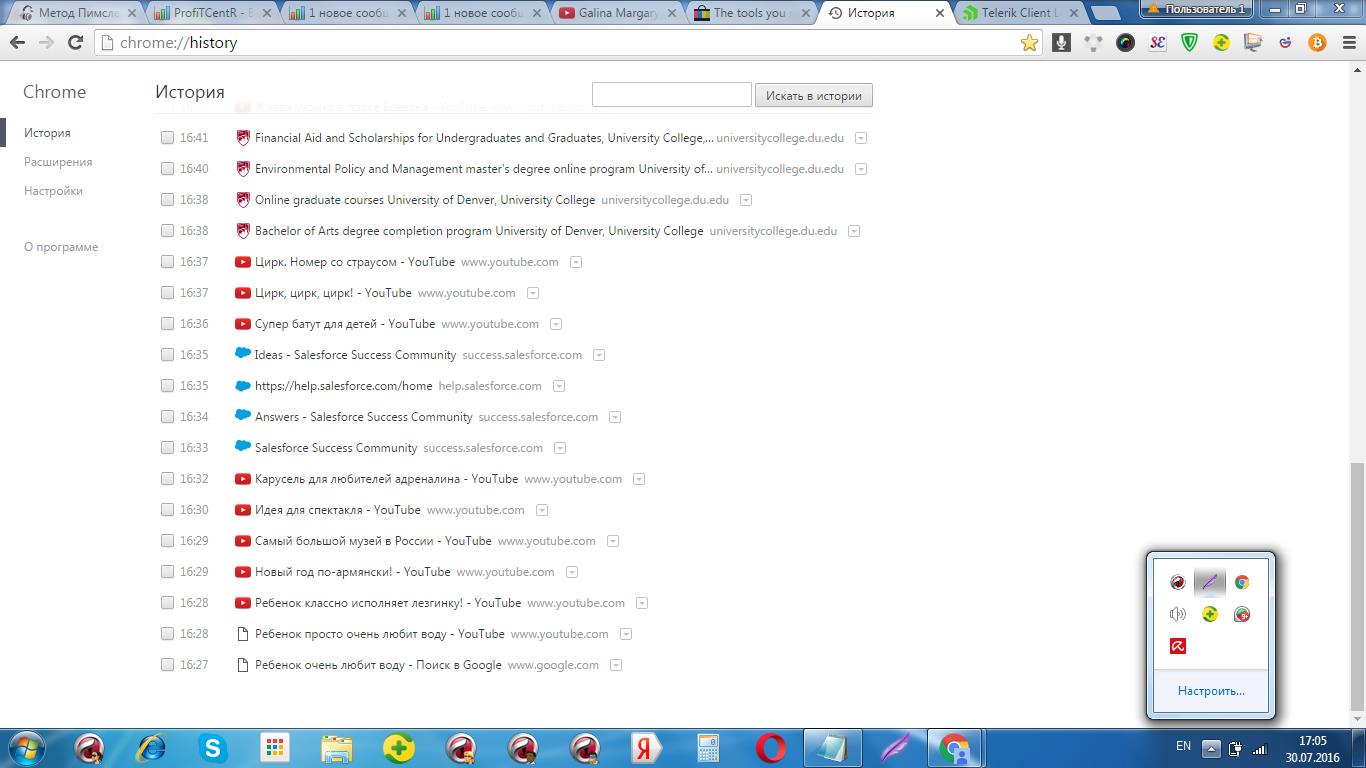 Метод Пимсле
ProfiTCentR - B
1 новое сообщ
1 новое сообщ
Galina Margary
The tools you
История
Telerik Client L
Пользователь 1
chrome://history
Chrome
История
Искать в истории
Живая музыка в парке Еревана - YouTube www.youtube.com
История
Расширения
Настройки
О программе
16:41 Financial Aid and Scholarships for Undergraduates and Graduates, University College,... universitycollege.du.edu
16:40 Environmental Policy and Management master's degree online program University of... universitycollege.du.edu
16:38 Online graduate courses University of Denver, University College universitycollege.du.edu
16:38 Bachelor of Arts degree completion program University of Denver, University College universitycollege.du.edu
16:37 Цирк. Номер со страусом - YouTube www.youtube.com
16:37 Цирк, цирк, цирк! - YouTube www.youtube.com
16:36 Супер батут для детей - YouTube www.youtube.com
16:35 Ideas - Salesforce Success Community success.salesforce.com
16:35 https://help.salesforce.com/home help.salesforce.com
16:34 Answers - Salesforce Success Community success.salesforce.com
16:33 Salesforce Success Community success.salesforce.com
16:32 Карусель для любителей адреналина - YouTube www.youtube.com
16:30 Идея для спектакля - YouTube www.youtube.com
16:29 Самый большой музей в России - YouTube www.youtube.com
16:29 Новый год по-армянски! - YouTube www.youtube.com
16:28 Ребенок классно исполняет лезгинку! - YouTube www.youtube.com
16:28 Ребенок просто очень любит воду - YouTube www.youtube.com
16:27 Ребенок очень любит воду - Поиск в Google www.google.com
Настроить...
EN
17:05
30.07.2016